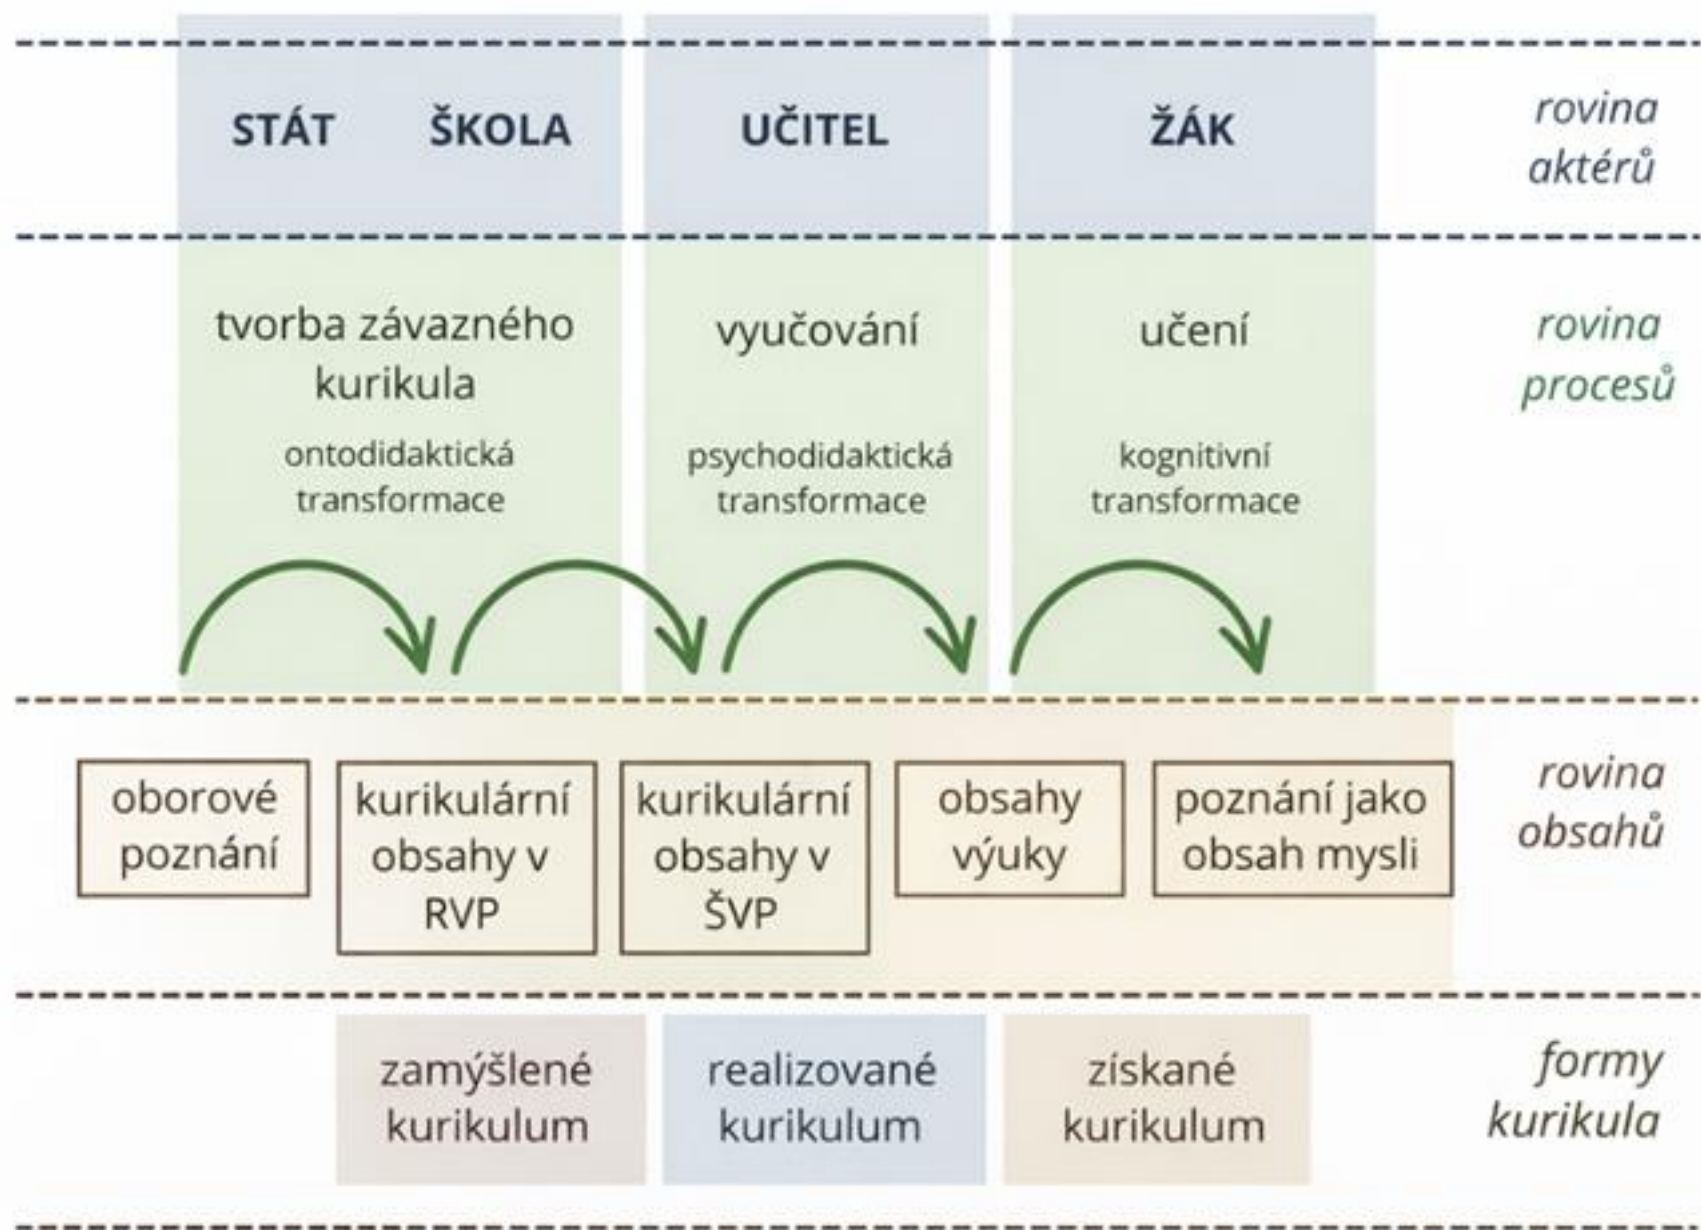 STÁT ŠKOLA UČITEL ŽÁK
rovina
aktérů
tvorba závazného
kurikula
ontodidaktická
transformace
vyučování
psychodidaktická
transformace
učení
kognitivní
transformace
rovina
procesů
oborové
poznání
kurikulární
obsahy v
RVP
kurikulární
obsahy v
ŠVP
obsahy
výuky
poznání jako
obsah mysli
rovina
obsahů
zamýšlené
kurikulum
realizované
kurikulum
získané
kurikulum
formy
kurikula